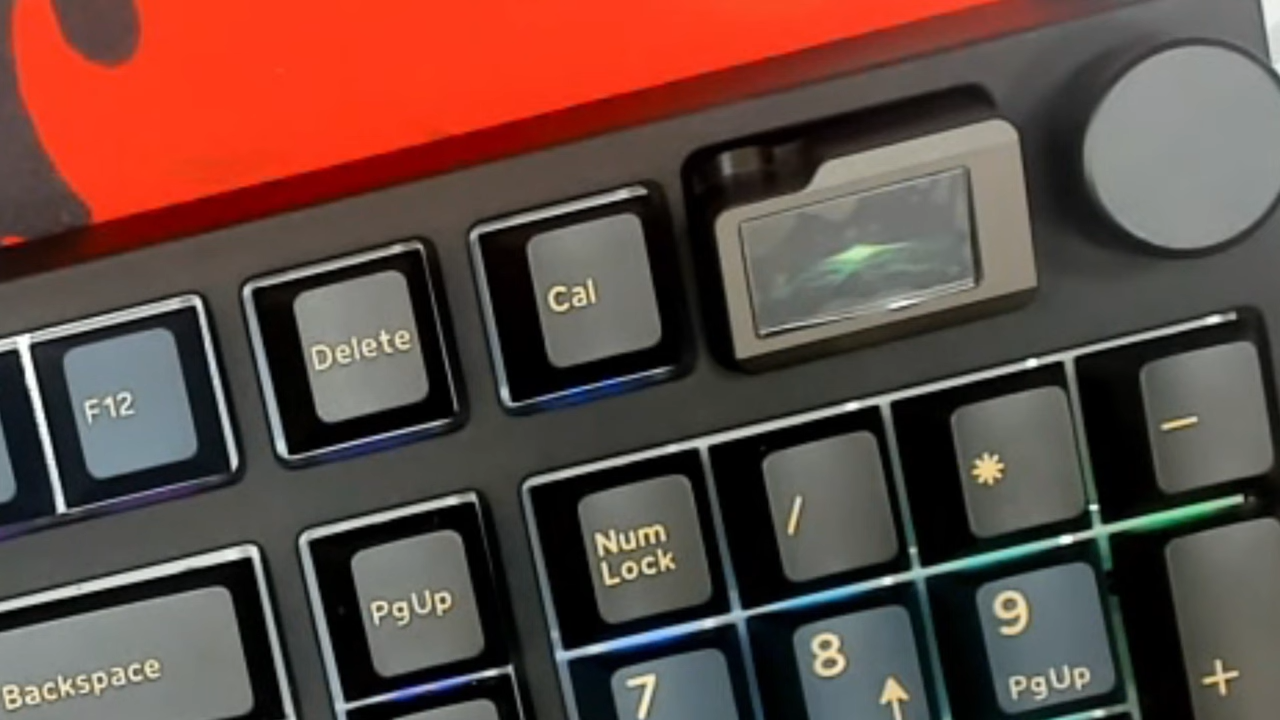 F12
Delete
Cal
Backspace
PgUp
Num
Lock
/
*
-
7
8
↑
9
PgUp
+